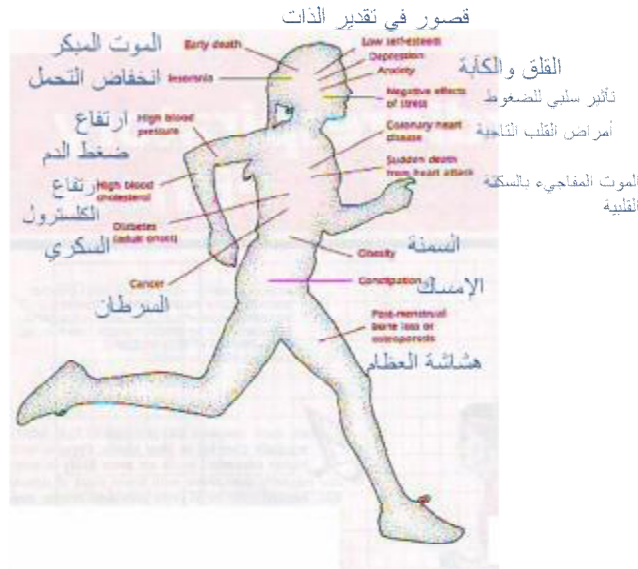 قصور في تقدير الذات
الموت المبكر
Early death
Low self-esteem
Depression
Anxiety
القلق والكآبة
انخفاض التحمل
Insomnia
Negative effects
of stress
تأثير سلبي للضغوط
ارتفاع
ضغط الدم
High blood
pressure
Coronary heart
disease
أمراض القلب التاجية
Sudden death
from heart attack
الموت المفاجيء بالسكتة
القلبية
ارتفاع
الكلسترول
High blood
cholesterol
السكري
Diabetes
(adult onset)
Obesity
السمنة
Cancer
السرطان
Constipation
الإمساك
Post-menstrual
bone loss or
osteoporosis
هشاشة العظام